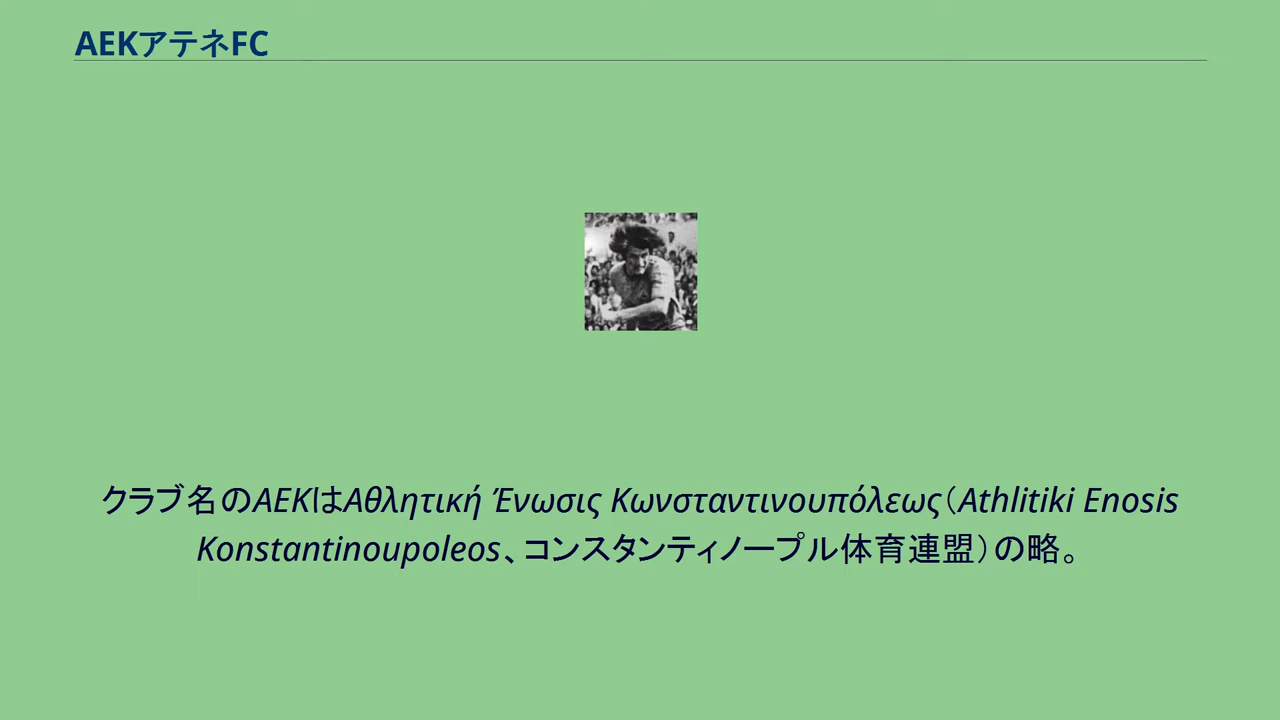 AEKアテネFC
クラブ名のAEKはAθλητική Ένωσις Κωνσταντινουπόλεως（Athlitiki Enosis
Konstantinoupoleos、コンスタンティノープル体育連盟）の略。